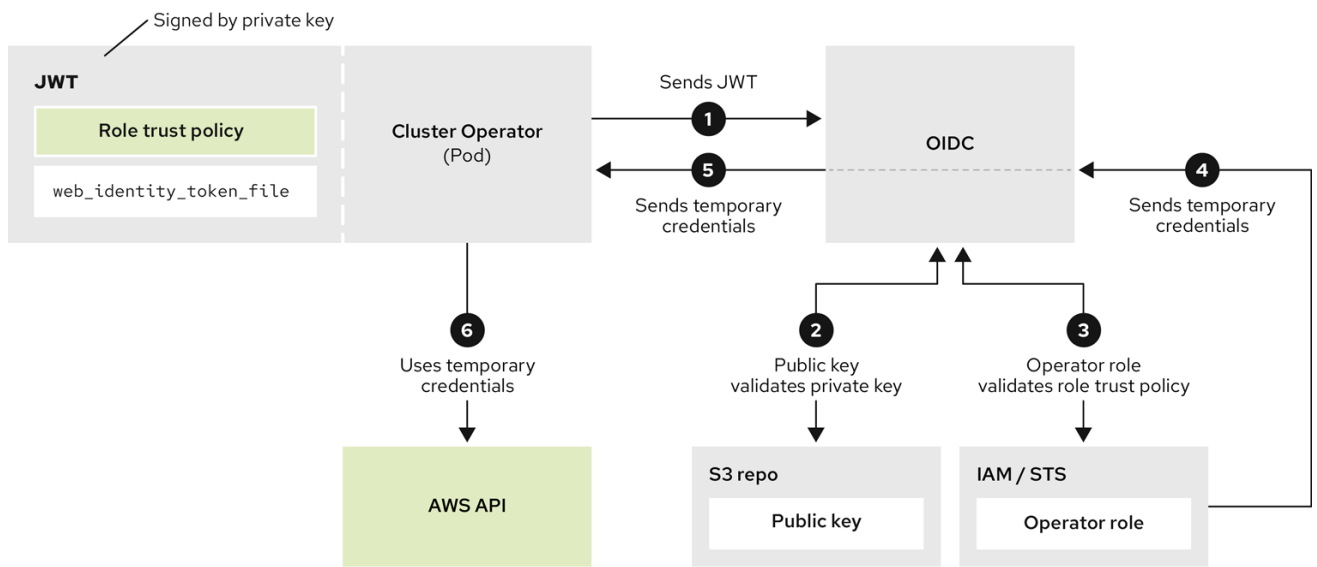 Signed by private key
JWT
Role trust policy
web_identity_token_file
Cluster Operator
(Pod)
Sends JWT
1
5
Sends temporary
credentials
OIDC
4
Sends temporary
credentials
6
Uses temporary
credentials
2
Public key
validates private key
3
Operator role
validates role trust policy
AWS API
S3 repo
Public key
IAM / STS
Operator role